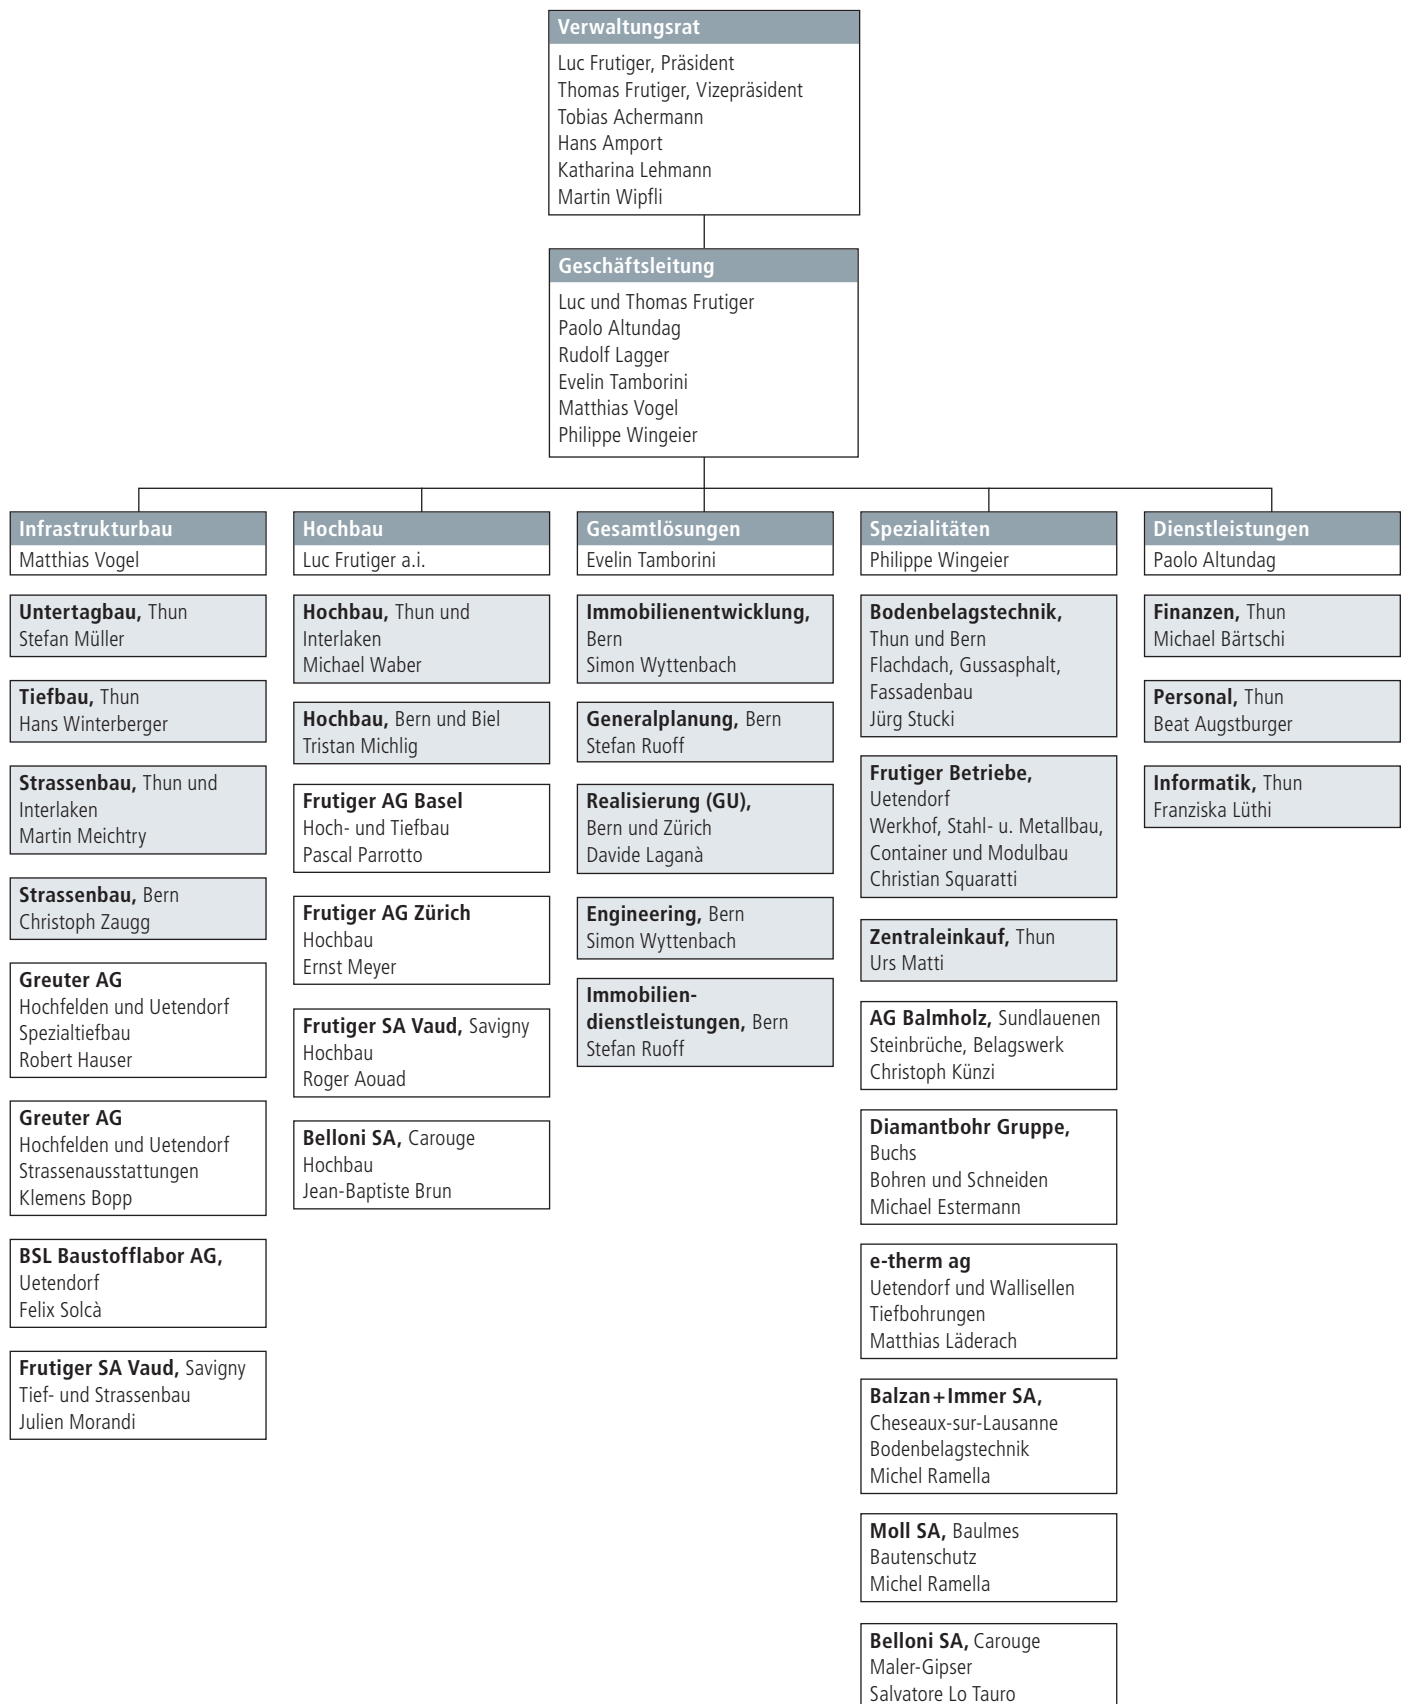 Verwaltungsrat
Luc Frutiger, Präsident
Thomas Frutiger, Vizepräsident
Tobias Achermann
Hans Amport
Katharina Lehmann
Martin Wipfli
Geschäftsleitung
Luc und Thomas Frutiger
Paolo Altundag
Rudolf Lagger
Evelin Tamborini
Matthias Vogel
Philippe Wingeier
Infrastrukturbau
Matthias Vogel
Untertagbau, Thun
Stefan Müller
Tiefbau, Thun
Hans Winterberger
Strassenbau, Thun und
Interlaken
Martin Meichtry
Strassenbau, Bern
Christoph Zaugg
Greuter AG
Hochfelden und Uetendorf
Spezialtiefbau
Robert Hauser
Greuter AG
Hochfelden und Uetendorf
Strassenausstattungen
Klemens Bopp
BSL Baustofflabor AG,
Uetendorf
Felix Solcà
Frutiger SA Vaud, Savigny
Tief- und Strassenbau
Julien Morandi
Hochbau
Luc Frutiger a.i.
Hochbau, Thun und
Interlaken
Michael Waber
Hochbau, Bern und Biel
Tristan Michlig
Frutiger AG Basel
Hoch- und Tiefbau
Pascal Parrotto
Frutiger AG Zürich
Hochbau
Ernst Meyer
Frutiger SA Vaud, Savigny
Hochbau
Roger Aouad
Belloni SA, Carouge
Hochbau
Jean-Baptiste Brun
Gesamtlösungen
Evelin Tamborini
Immobilienentwicklung,
Bern
Simon Wyttenbach
Generalplanung, Bern
Stefan Ruoff
Realisierung (GU),
Bern und Zürich
Davide Laganà
Engineering, Bern
Simon Wyttenbach
Immobilien-
dienstleistungen, Bern
Stefan Ruoff
Spezialitäten
Philippe Wingeier
Bodenbelagstechnik,
Thun und Bern
Flachdach, Gussasphalt,
Fassadenbau
Jürg Stucki
Frutiger Betriebe,
Uetendorf
Werkhof, Stahl- u. Metallbau,
Container und Modulbau
Christian Squaratti
Zentraleinkauf, Thun
Urs Matti
AG Balmholz, Sundlauenen
Steinbrüche, Belagswerk
Christoph Künzi
Diamantbohr Gruppe,
Buchs
Bohren und Schneiden
Michael Estermann
e-therm ag
Uetendorf und Wallisellen
Tiefbohrungen
Matthias Läderach
Balzan+Immer SA,
Cheseaux-sur-Lausanne
Bodenbelagstechnik
Michel Ramella
Moll SA, Baulmes
Bautenschutz
Michel Ramella
Belloni SA, Carouge
Maler-Gipser
Salvatore Lo Tauro
Dienstleistungen
Paolo Altundag
Finanzen, Thun
Michael Bärtschi
Personal, Thun
Beat Augstburger
Informatik, Thun
Franziska Lüthi